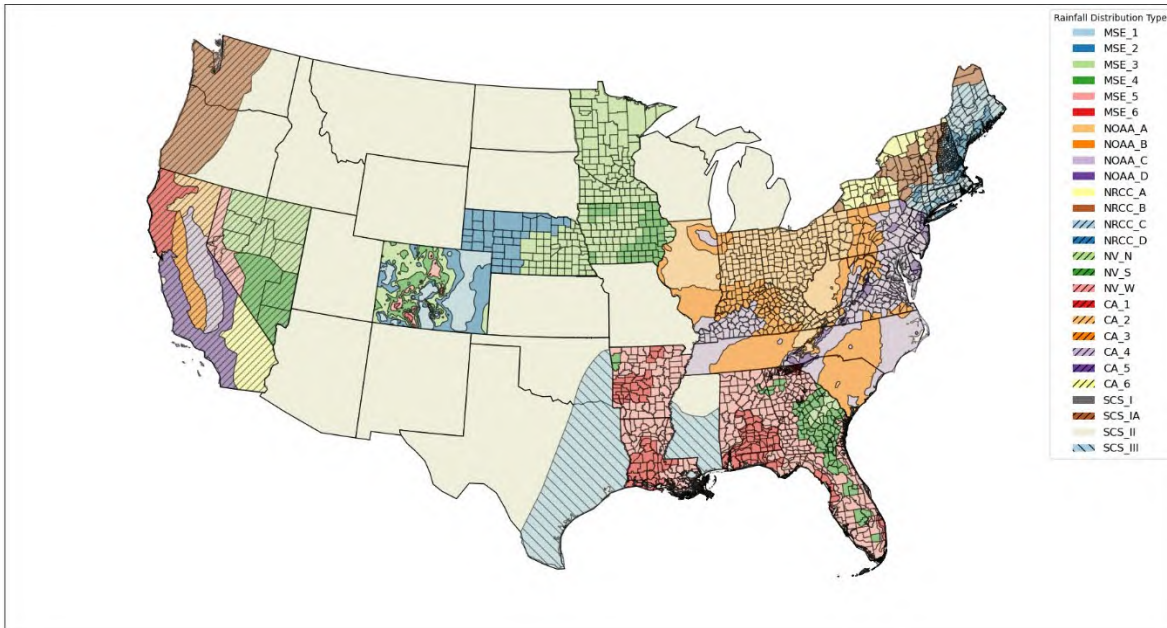 Rainfall Distribution Type
MSE_1
MSE_2
MSE_3
MSE_4
MSE_5
MSE_6
NOAA_A
NOAA_B
NOAA_C
NOAA_D
NRCC_A
NRCC_B
NRCC_C
NRCC_D
NV_N
NV_S
NV_W
CA_1
CA_2
CA_3
CA_4
CA_5
CA_6
SCS_I
SCS_IA
SCS_II
SCS_III